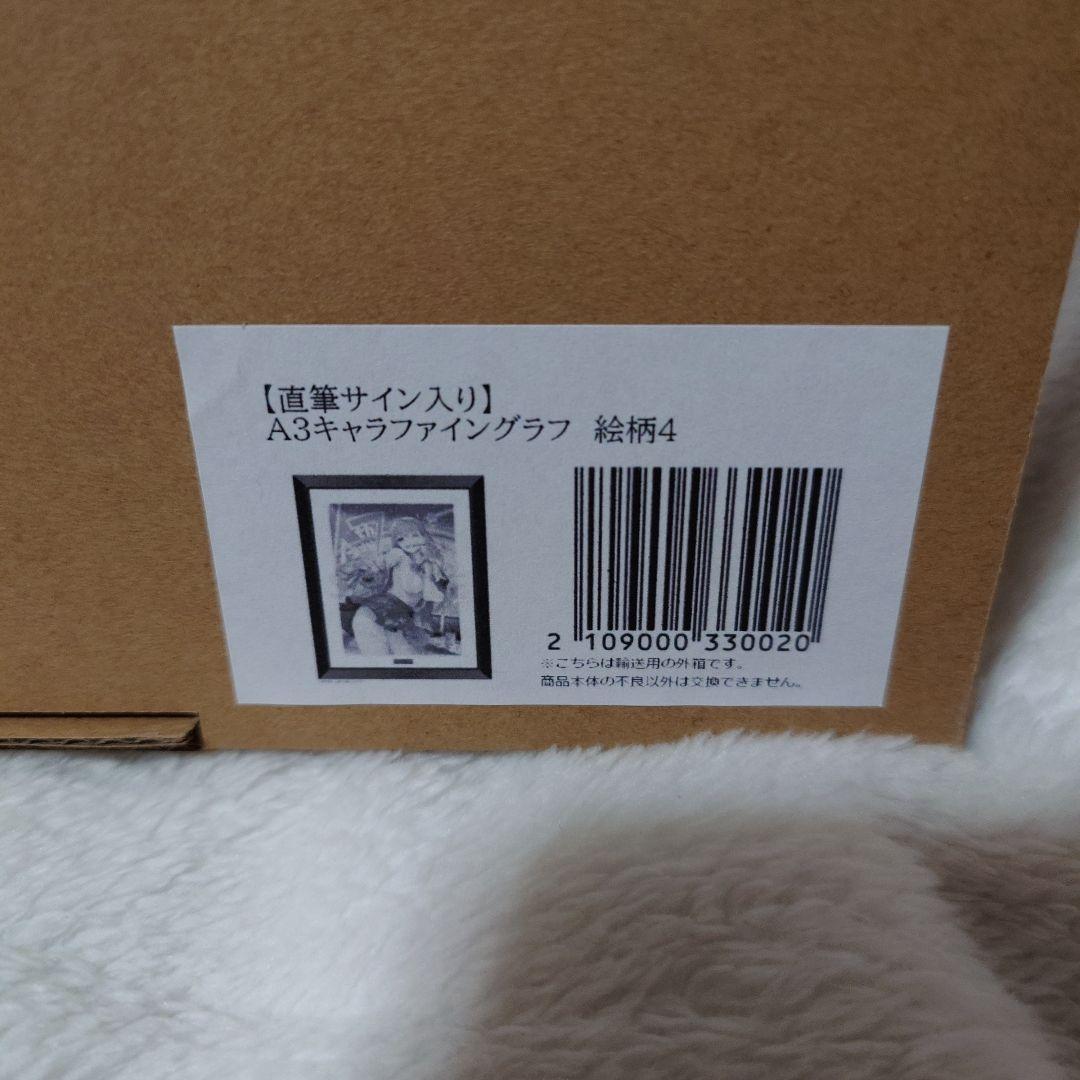 【直筆サイン入り】
A3キャラファイングラフ　絵柄4
2 109000 330020
※こちらは輸送用の外箱です。
商品本体の不良以外は交換できません。